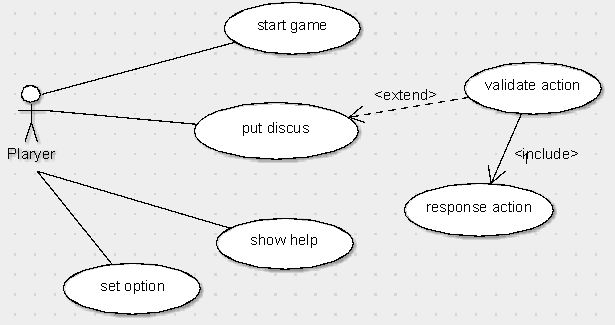 start game
<extend>
validate action
put discus
Plaryer
<include>
response action
show help
set option